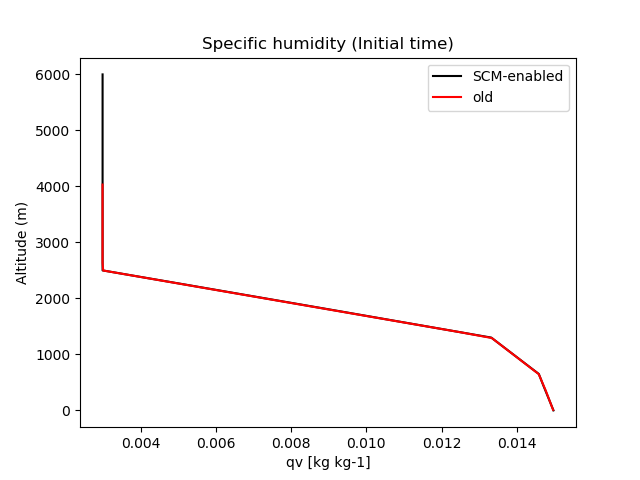 Specific humidity (Initial time)
SCM-enabled
old
Altitude (m)
6000
5000
4000
3000
2000
1000
0
0.004 0.006 0.008 0.010 0.012 0.014
qv [kg kg-1]